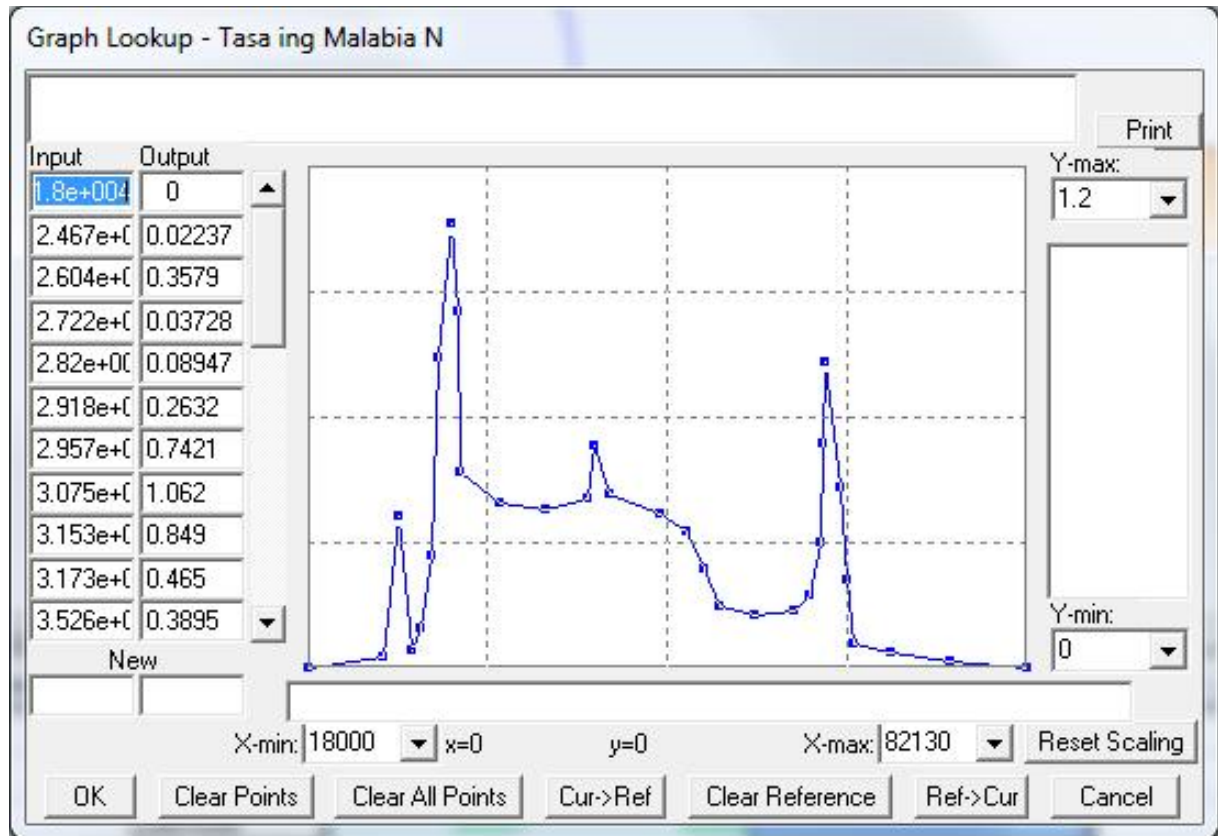 Graph Lookup - Tasa ing Malabia N
Print
Input Output
1.8e+004 0
2.467e+0 0.02237
2.604e+0 0.3579
2.722e+0 0.03728
2.82e+00 0.08947
2.918e+0 0.2632
2.957e+0 0.7421
3.075e+0 1.062
3.153e+0 0.849
3.173e+0 0.465
3.526e+0 0.3895
New
Y-max:
1.2
Y-min:
0
X-min: 18000 x=0 y=0 X-max: 82130 Reset Scaling
OK Clear Points Clear All Points Cur->Ref Clear Reference Ref->Cur Cancel